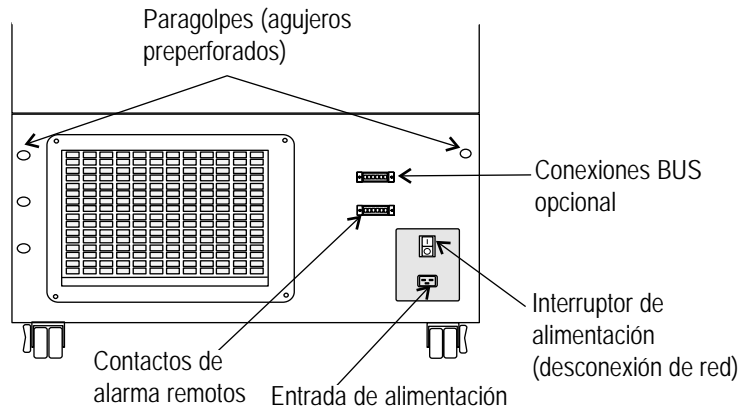 Paragolpes (agujeros
preperforados)
Conexiones BUS
opcional
Interruptor de
alimentación
(desconexión de red)
Contactos de
alarma remotos
Entrada de alimentación